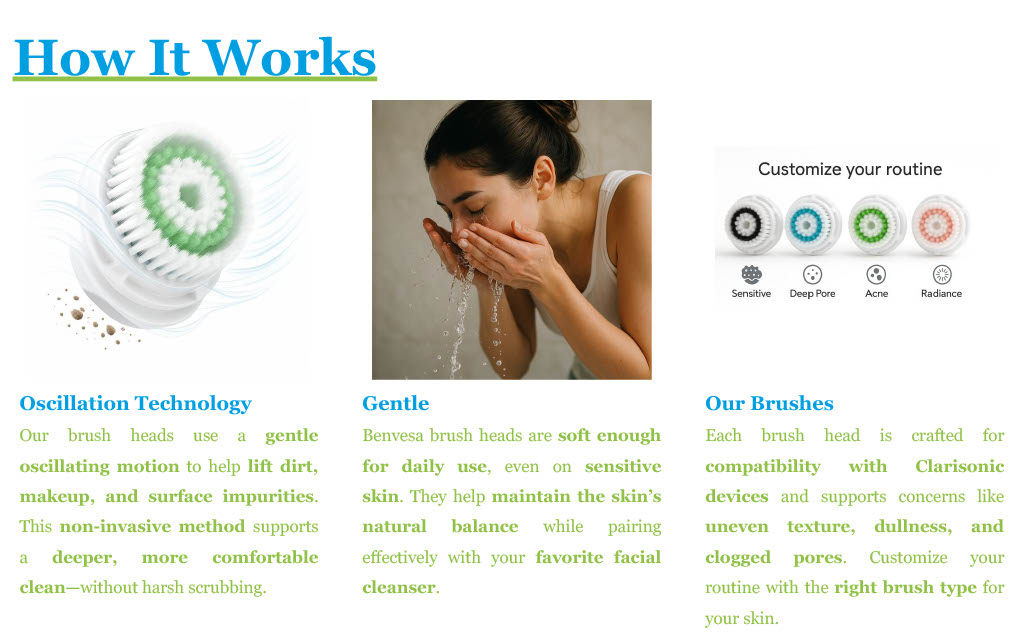 How It Works
Customize your routine
Sensitive
Deep Pore
Acne
Radiance
Oscillation Technology
Our brush heads use a gentle
oscillating motion to help lift dirt,
makeup, and surface impurities.
This non-invasive method supports
a deeper, more comfortable
clean—without harsh scrubbing.
Gentle
Benvesa brush heads are soft enough
for daily use, even on sensitive
skin. They help maintain the skin’s
natural balance while pairing
effectively with your favorite facial
cleanser.
Our Brushes
Each brush head is crafted for
compatibility with Clarisonic
devices and supports concerns like
uneven texture, dullness, and
clogged pores. Customize your
routine with the right brush type for
your skin.